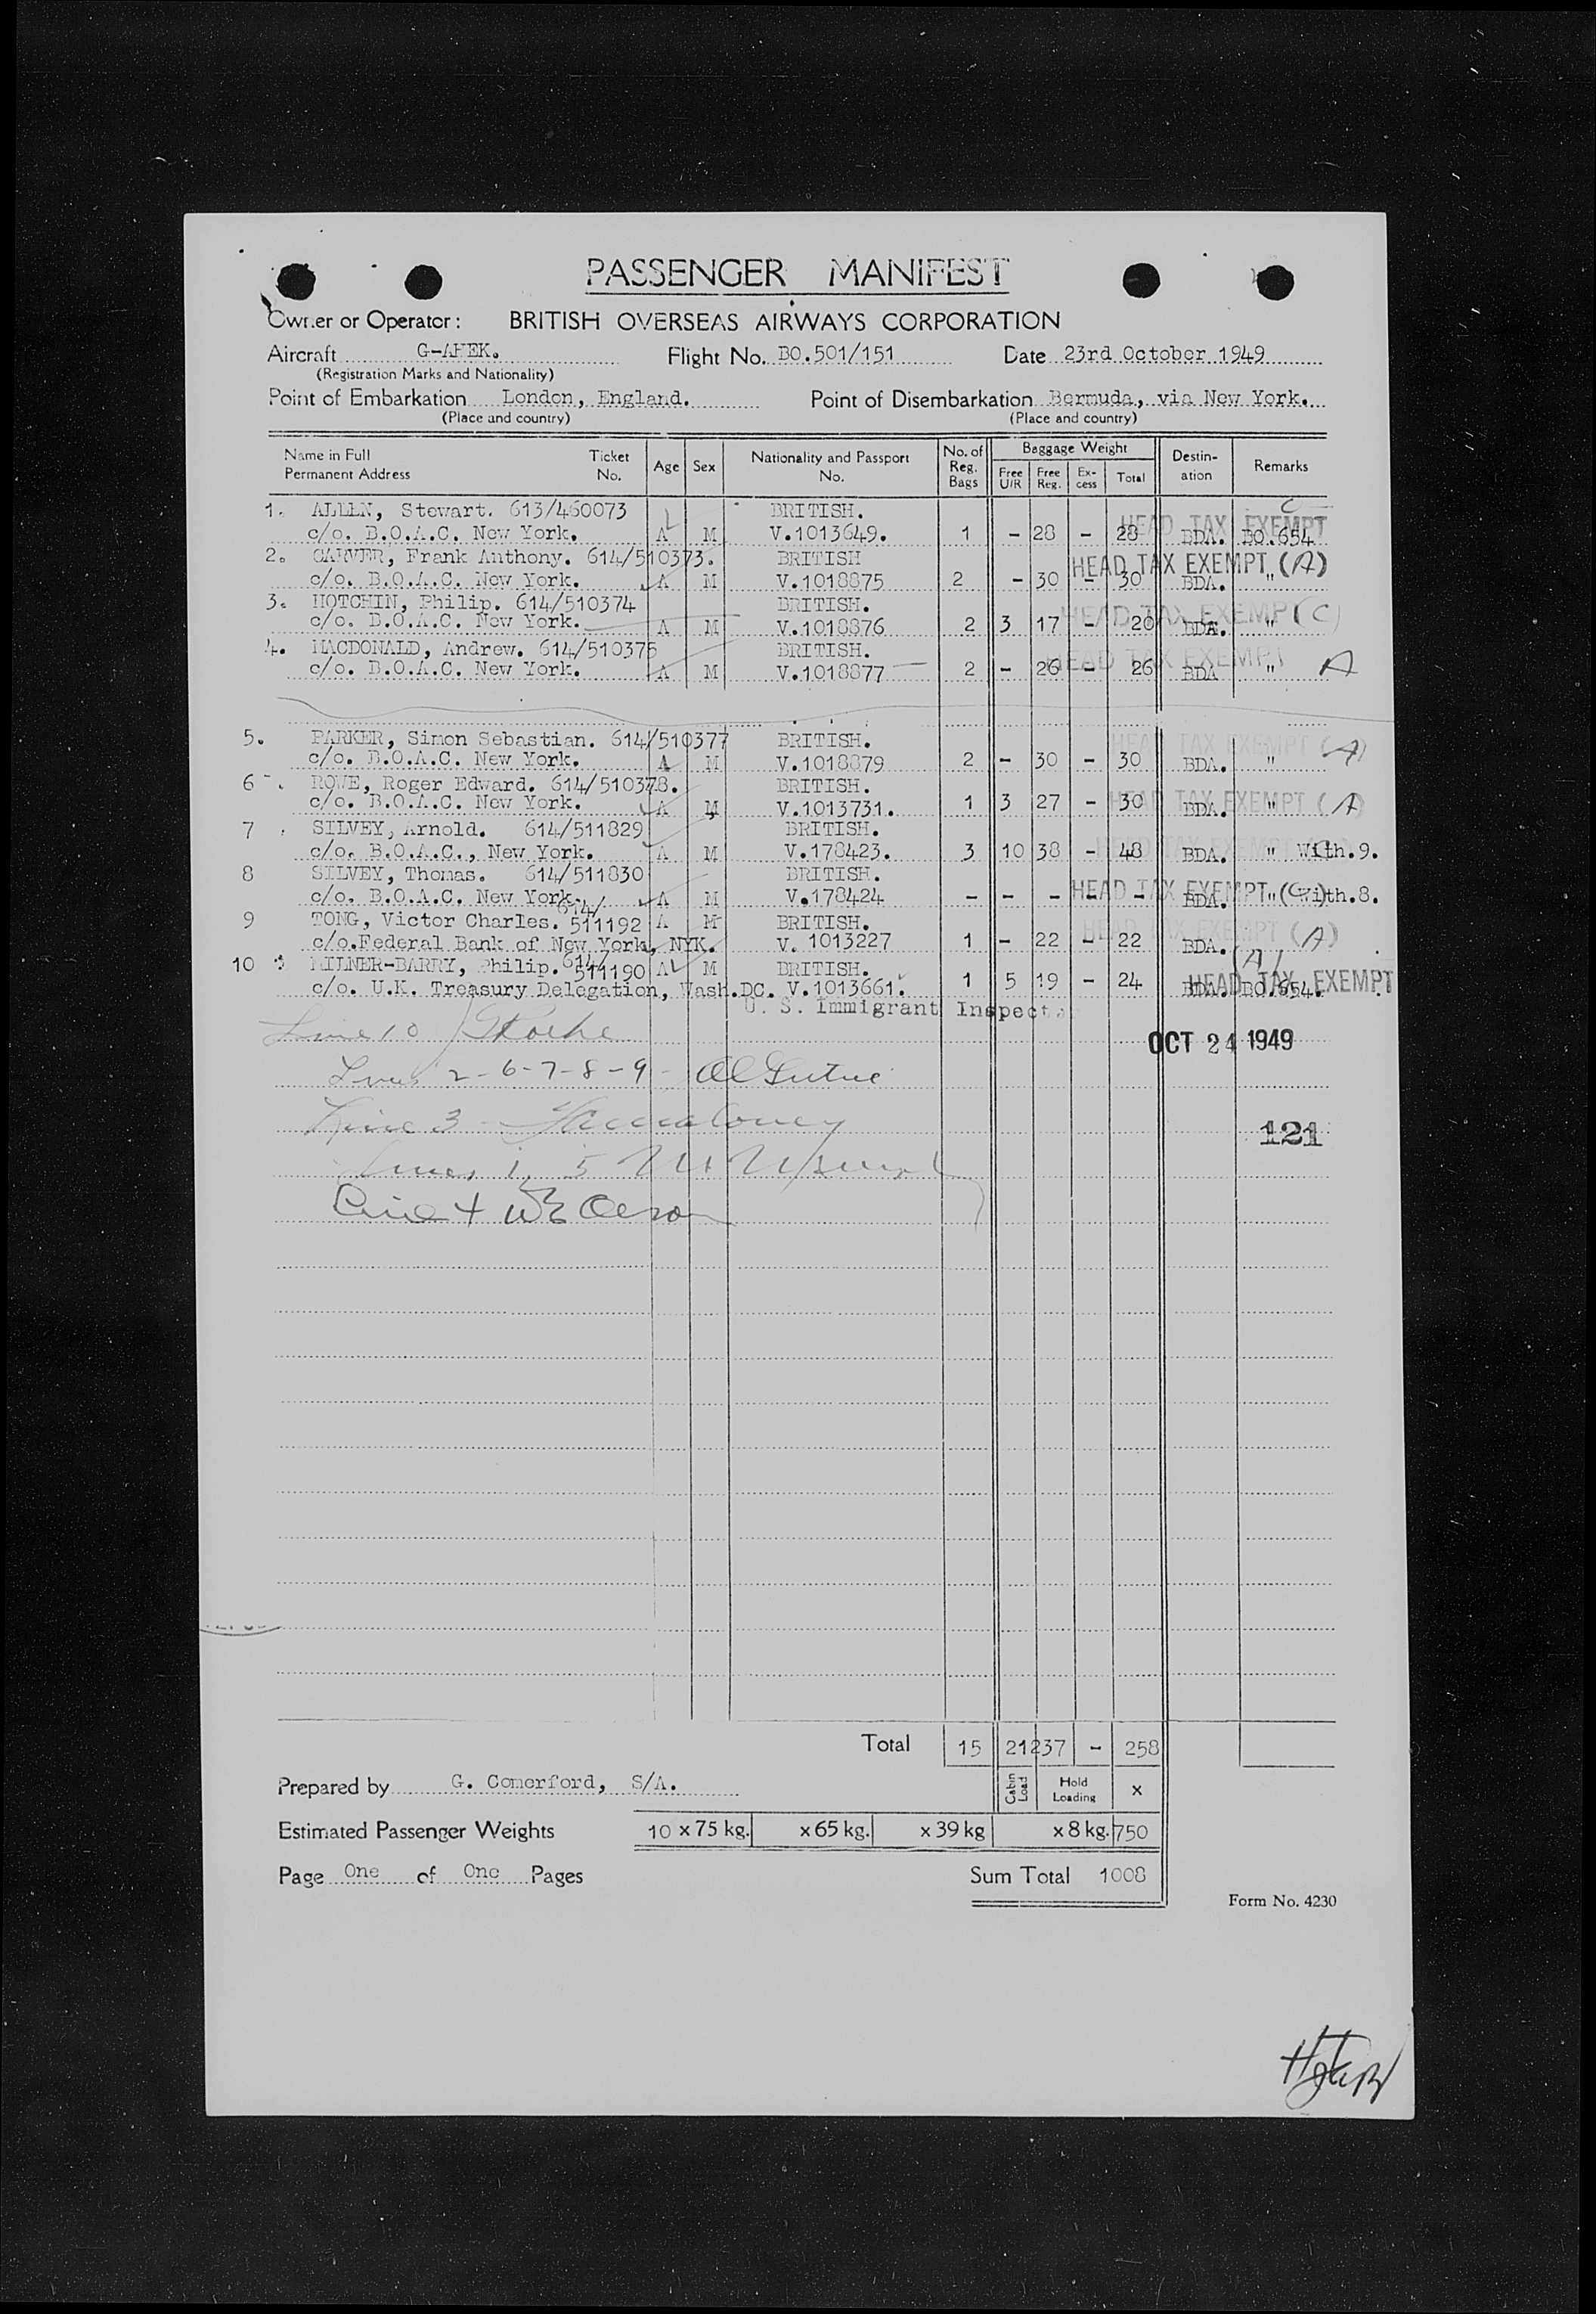 PASSENGER MANIFEST
Owner or Operator: BRITISH OVERSEAS AIRWAYS CORPORATION
Aircraft G-AHEK. Flight No. BO.501/151 Date 23rd October 1949
(Registration Marks and Nationality)
Point of Embarkation London, England. Point of Disembarkation Bermuda, via New York.
(Place and country) (Place and country)
Name in Full Ticket Age Sex Nationality and Passport No. of Baggage Weight Destin- Remarks
Permanent Address No. No. Reg. Bags Free U/R Free Reg. Ex-cess Total ation
1. ALLEN, Stewart. 613/460073 BRITISH. C
c/o. B.O.A.C. New York. A M V.1013649. 1 - 28 - 28 BDA. BO.654 HEAD TAX EXEMPT
2. CARVER, Frank Anthony. 614/510373. BRITISH HEAD TAX EXEMPT (A)
c/o. B.O.A.C. New York. A M V.1018875 2 - 30 - 30 BDA. "
3. HOTCHIN, Philip. 614/510374 BRITISH. HEAD TAX EXEMPT (C)
c/o. B.O.A.C. New York. A M V.1018876 2 3 17 - 20 BDA. "
4. MACDONALD, Andrew. 614/510375 BRITISH. HEAD TAX EXEMPT
c/o. B.O.A.C. New York. A M V.1018877 2 - 26 - 26 BDA " A
5. PARKER, Simon Sebastian. 614/510377 BRITISH. HEAD TAX EXEMPT (A)
c/o. B.O.A.C. New York. A M V.1018879 2 - 30 - 30 BDA. "
6. ROWE, Roger Edward. 614/510378. BRITISH.
c/o. B.O.A.C. New York. A M V.1013731. 1 3 27 - 30 BDA. " HEAD TAX EXEMPT (A)
7. SILVEY, Arnold. 614/511829 BRITISH.
c/o. B.O.A.C., New York. A M V.178423. 3 10 38 - 48 BDA. " With.9.
8 SILVEY, Thomas. 614/511830 BRITISH.
c/o. B.O.A.C. New York. A M V.178424 - - - - - BDA. " With.8. HEAD TAX EXEMPT (C)
9 TONG, Victor Charles. 614/511192 A M BRITISH.
c/o.Federal Bank of New York, NYK. V. 1013227 1 - 22 - 22 BDA. HEAD TAX EXEMPT (A)
10 MILNER-BARRY, Philip. 614/511190 A M BRITISH. (A)
c/o. U.K. Treasury Delegation, Wash.DC. V.1013661. 1 5 19 - 24 BDA. BO.654. HEAD TAX EXEMPT
U. S. Immigrant Inspector
Line 10
OCT 24 1949
Lines 2-6-7-8-9-
Line 3
121
Lines 1, 5
Line 4 WE Olson
Total 15 21 237 - 258
Prepared by G. Comerford, S/A. Cabin Load Hold Loading x
Estimated Passenger Weights 10 x 75 kg. x 65 kg. x 39 kg x 8 kg. 750
Page One of One Pages Sum Total 1008
Form No. 4230